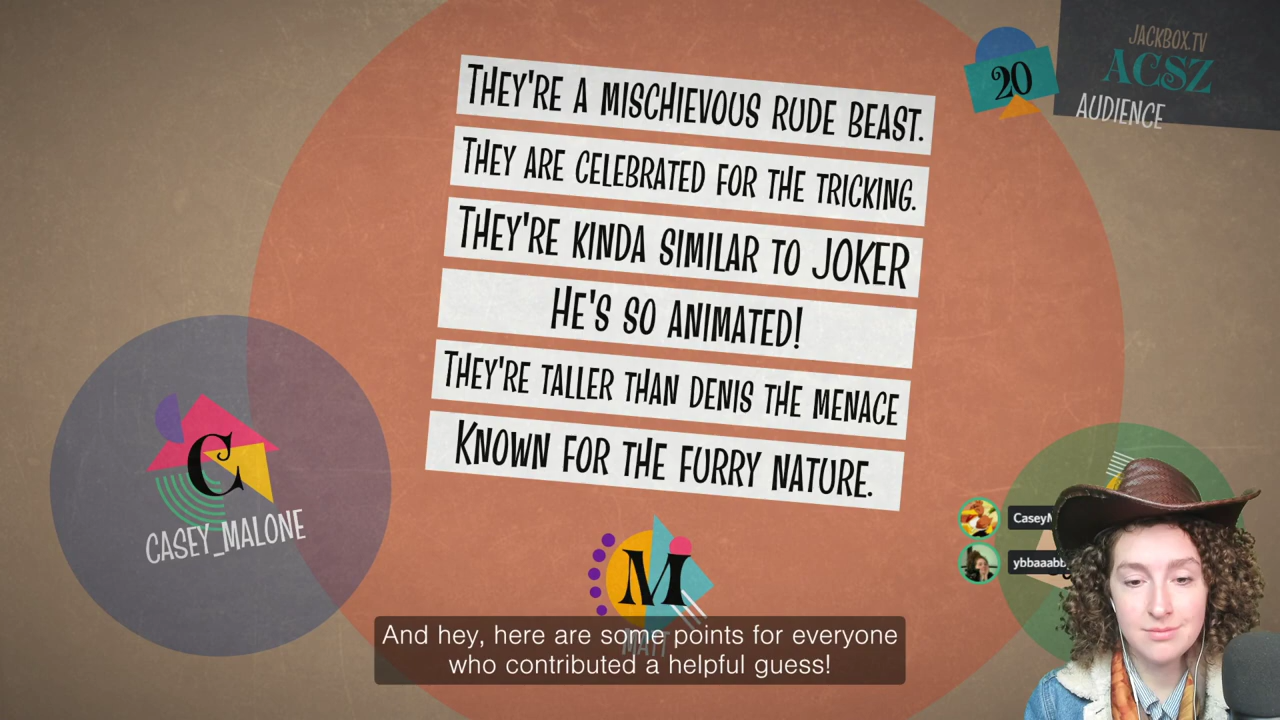 JACKBOX.TV
ACSZ
AUDIENCE
20
THEY'RE A MISCHIEVOUS RUDE BEAST.
THEY ARE CELEBRATED FOR THE TRICKING.
THEY'RE KINDA SIMILAR TO JOKER
HE'S SO ANIMATED!
THEY'RE TALLER THAN DENIS THE MENACE
KNOWN FOR THE FURRY NATURE.
C
CASEY_MALONE
M
MATT
CaseyM
ybbaaabb
And hey, here are some points for everyone
who contributed a helpful guess!